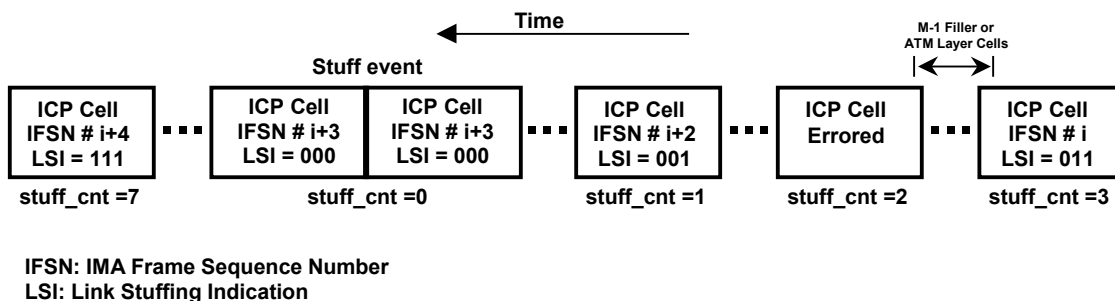 Time
M-1 Filler or
ATM Layer Cells
Stuff event
ICP Cell
IFSN # i+4
LSI = 111
ICP Cell
IFSN # i+3
LSI = 000
ICP Cell
IFSN # i+3
LSI = 000
ICP Cell
IFSN # i+2
LSI = 001
ICP Cell
Errored
ICP Cell
IFSN # i
LSI = 011
stuff_cnt =7
stuff_cnt =0
stuff_cnt =1
stuff_cnt =2
stuff_cnt =3
IFSN: IMA Frame Sequence Number
LSI: Link Stuffing Indication